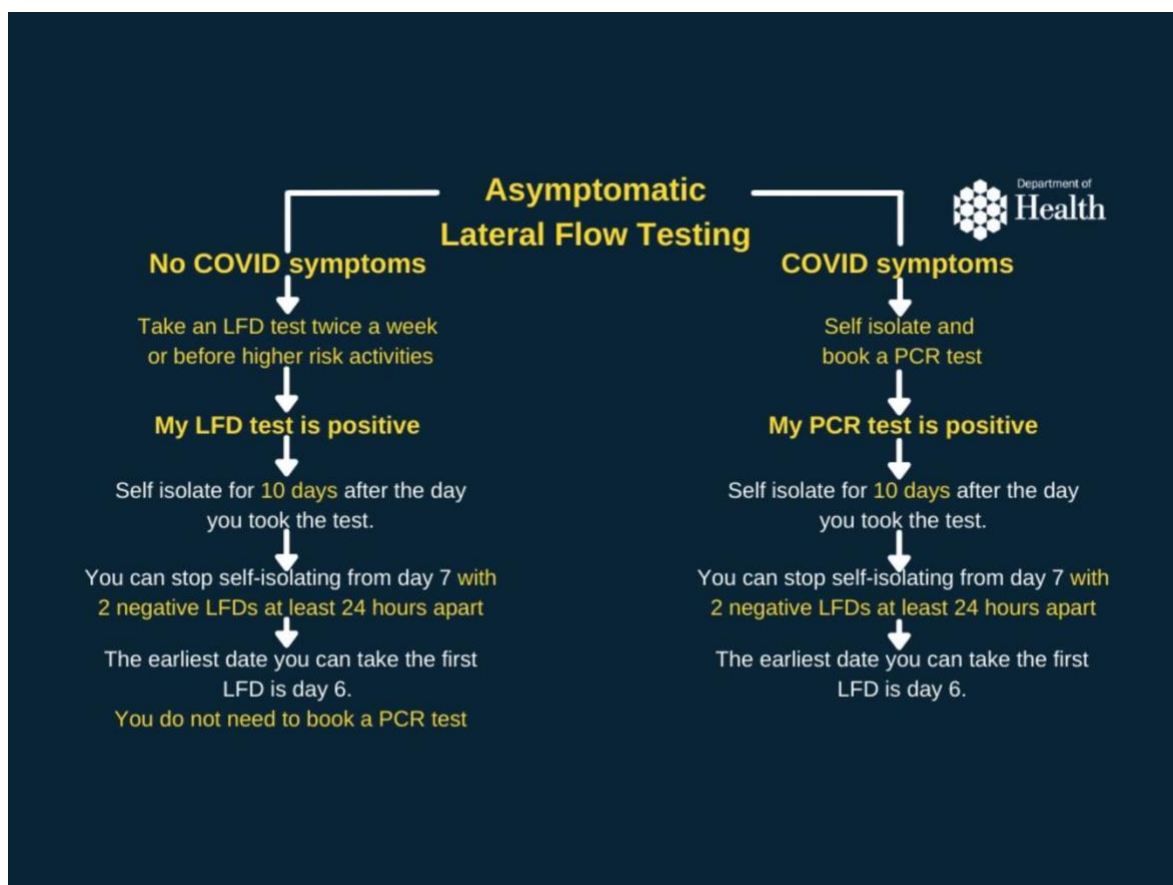 Asymptomatic
Lateral Flow Testing
Department of
Health
No COVID symptoms
Take an LFD test twice a week
or before higher risk activities
My LFD test is positive
Self isolate for 10 days after the day
you took the test.
You can stop self-isolating from day 7 with
2 negative LFDs at least 24 hours apart
The earliest date you can take the first
LFD is day 6.
You do not need to book a PCR test
COVID symptoms
Self isolate and
book a PCR test
My PCR test is positive
Self isolate for 10 days after the day
you took the test.
You can stop self-isolating from day 7 with
2 negative LFDs at least 24 hours apart
The earliest date you can take the first
LFD is day 6.